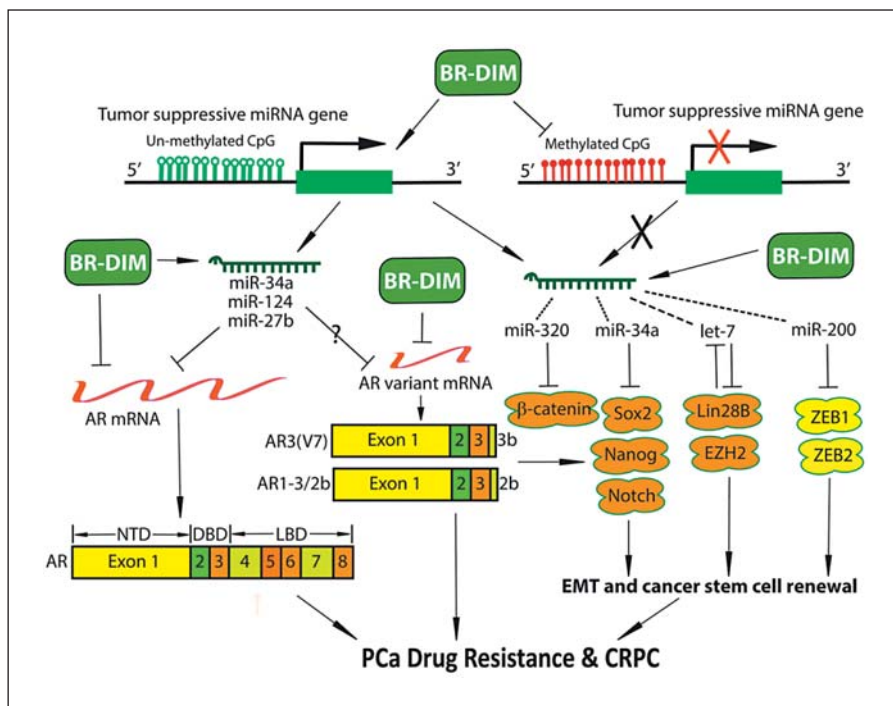 BR-DIM
Tumor suppressive miRNA gene
Tumor suppressive miRNA gene
Un-methylated CpG
Methylated CpG
5′
3′
5′
3′
BR-DIM
BR-DIM
BR-DIM
miR-34a
miR-124
miR-27b
?
miR-320
miR-34a
let-7
miR-200
AR mRNA
AR variant mRNA
β-catenin
Sox2
Lin28B
ZEB1
AR3(V7)
Exon 1
2
3
3b
Nanog
EZH2
ZEB2
AR1-3/2b
Exon 1
2
3
2b
Notch
NTD
DBD
LBD
AR
Exon 1
2
3
4
5
6
7
8
EMT and cancer stem cell renewal
PCa Drug Resistance & CRPC